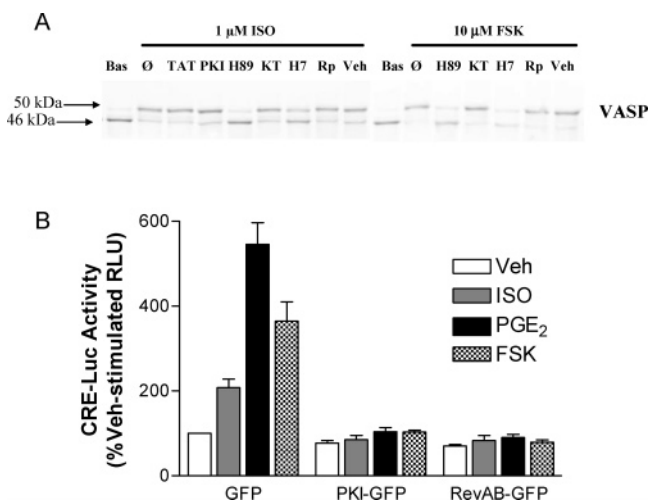 A
1 µM ISO
10 µM FSK
Bas Ø TAT PKI H89 KT H7 Rp Veh Bas Ø H89 KT H7 Rp Veh
50 kDa
46 kDa
VASP
B
CRE-Luc Activity
(%Veh-stimulated RLU)
600
400
200
0
Veh
ISO
PGE₂
FSK
GFP PKI-GFP RevAB-GFP